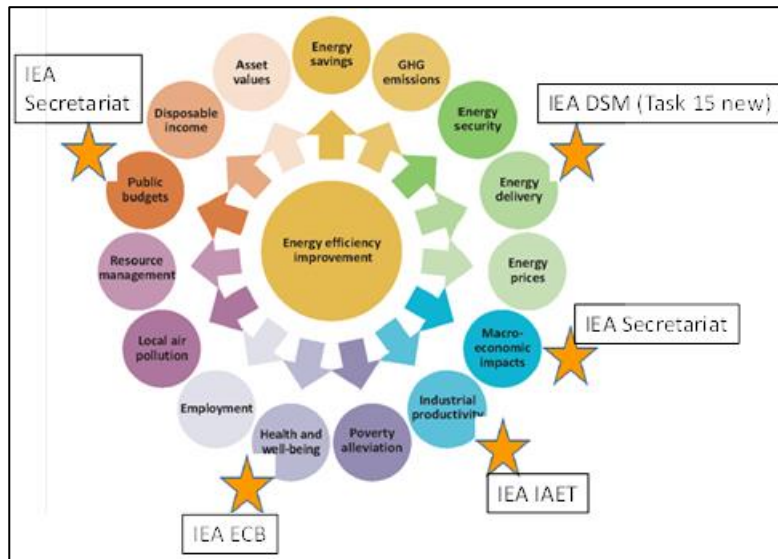 IEA
Secretariat
Asset
values
Energy
savings
GHG
emissions
Disposable
income
Energy
security
IEA DSM (Task 15 new)
Public
budgets
Energy
delivery
Energy efficiency
improvement
Resource
management
Energy
prices
Local air
pollution
Macro-
economic
impacts
IEA Secretariat
Employment
Industrial
productivity
Health and
well-being
Poverty
alleviation
IEA IAET
IEA ECB